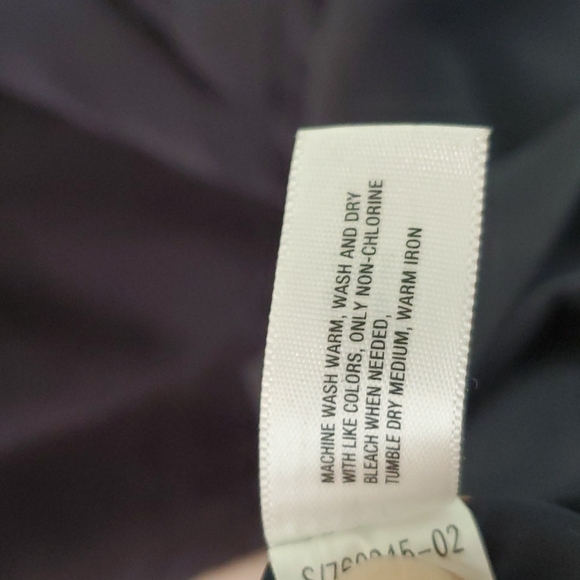 MACHINE WASH WARM, WASH AND DRY
WITH LIKE COLORS, ONLY NON-CHLORINE
BLEACH WHEN NEEDED,
TUMBLE DRY MEDIUM, WARM IRON